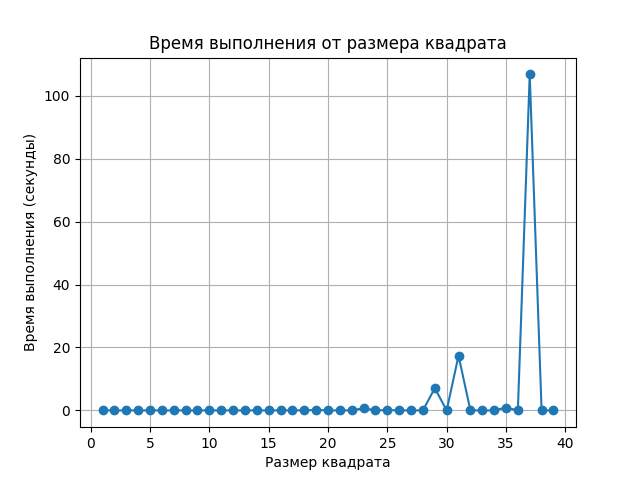 Время выполнения от размера квадрата
100
80
60
40
20
0
Время выполнения (секунды)
0 5 10 15 20 25 30 35 40
Размер квадрата